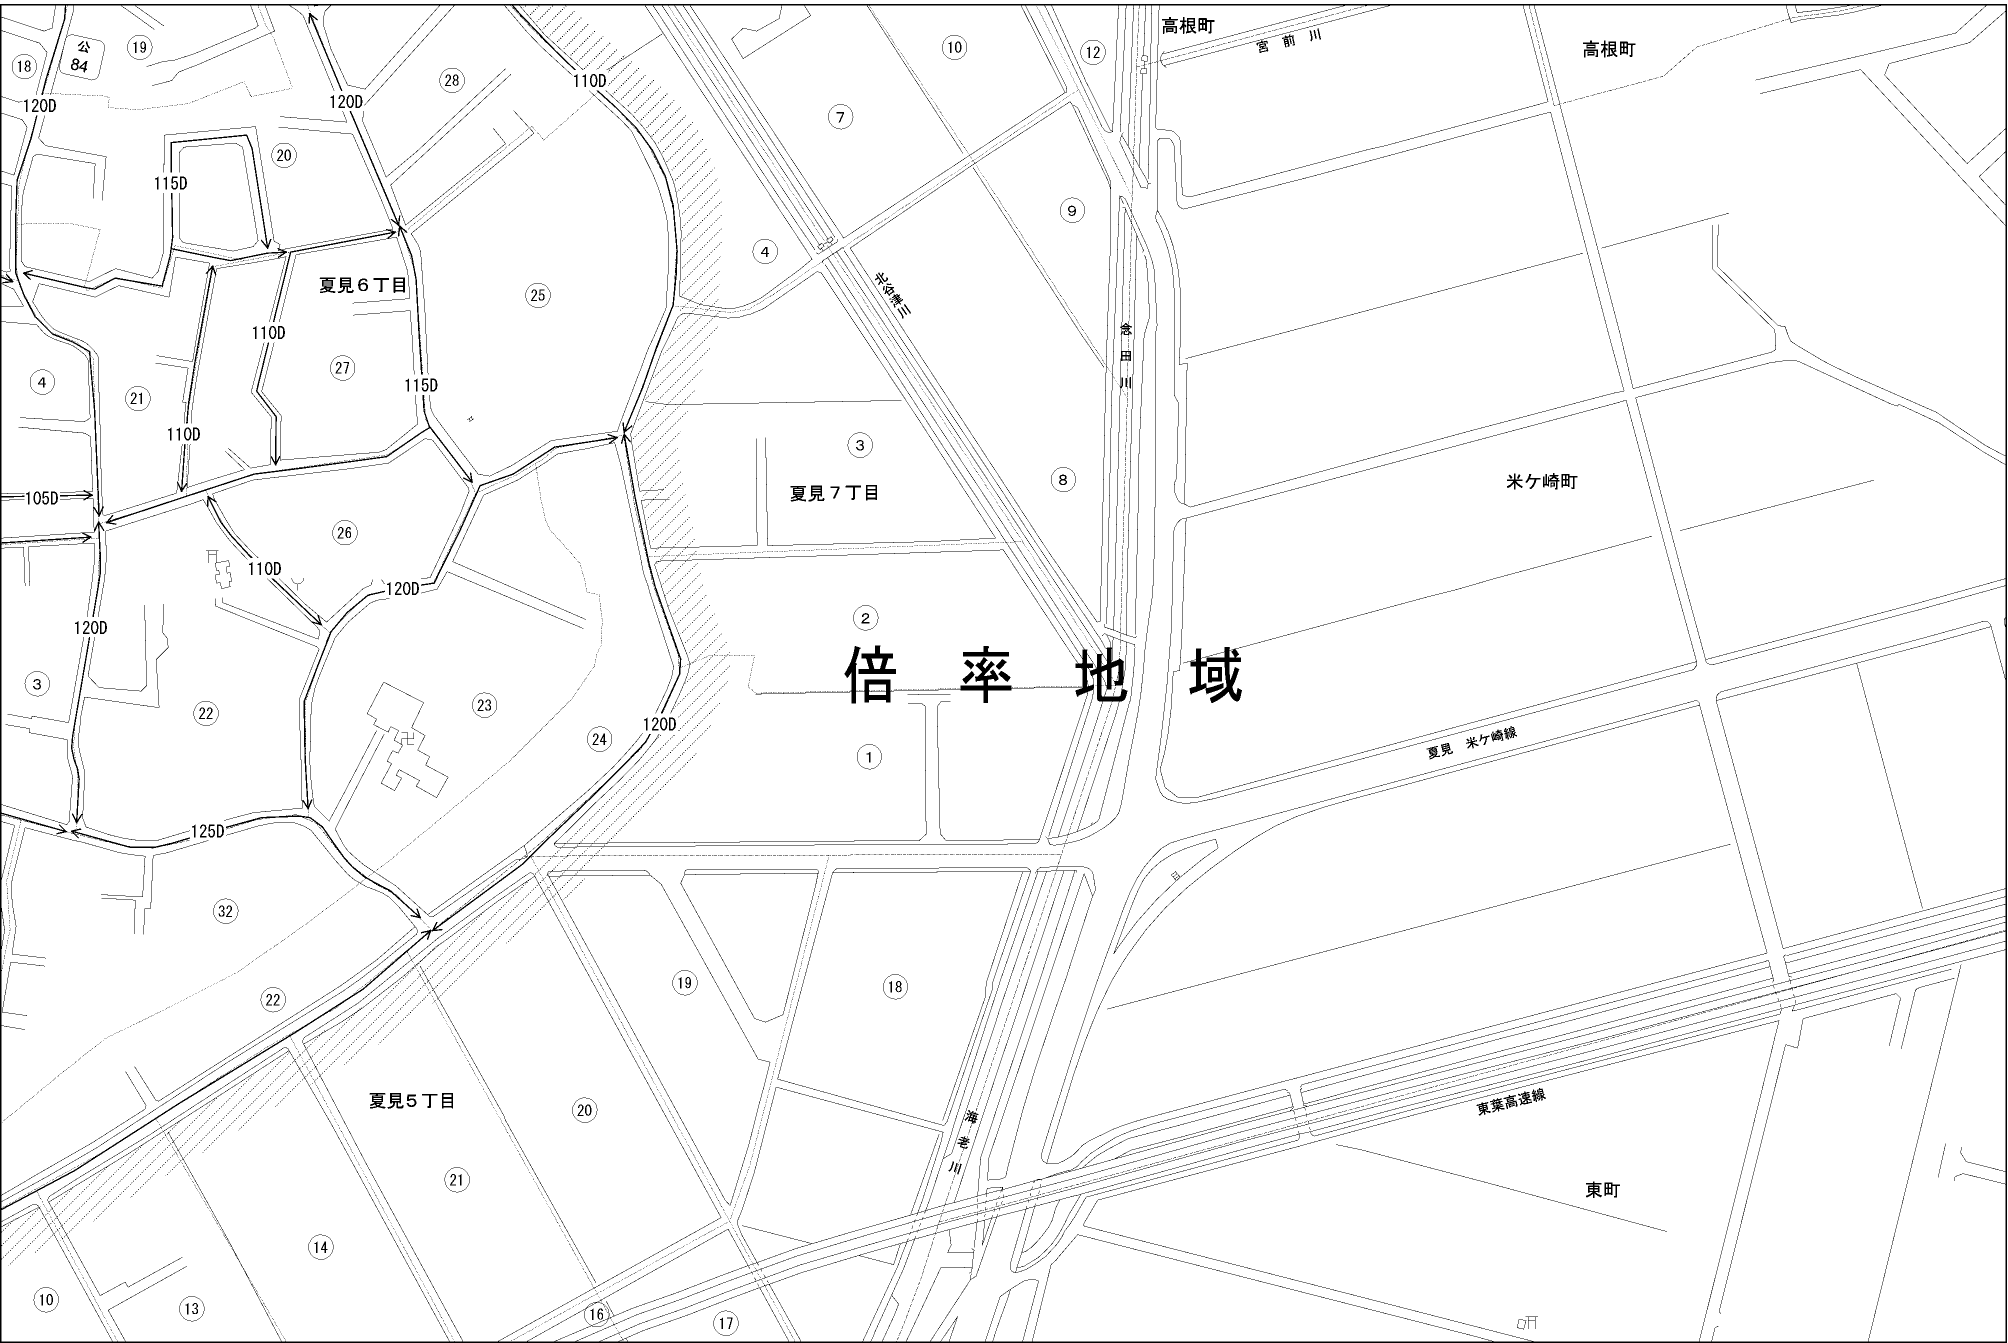 高根町
宮前川
高根町
公
84
19
18
10
12
28
120D
120D
110D
7
20
115D
9
4
夏見6丁目
25
北谷津川
念田川
110D
27
115D
4
21
110D
3
8
夏見7丁目
米ケ崎町
105D
26
110D
120D
2
120D
倍率地域
3
22
23
24
120D
1
夏見 米ケ崎線
125D
32
19
18
22
夏見5丁目
20
海老川
東葉高速線
21
東町
14
10
13
16
17